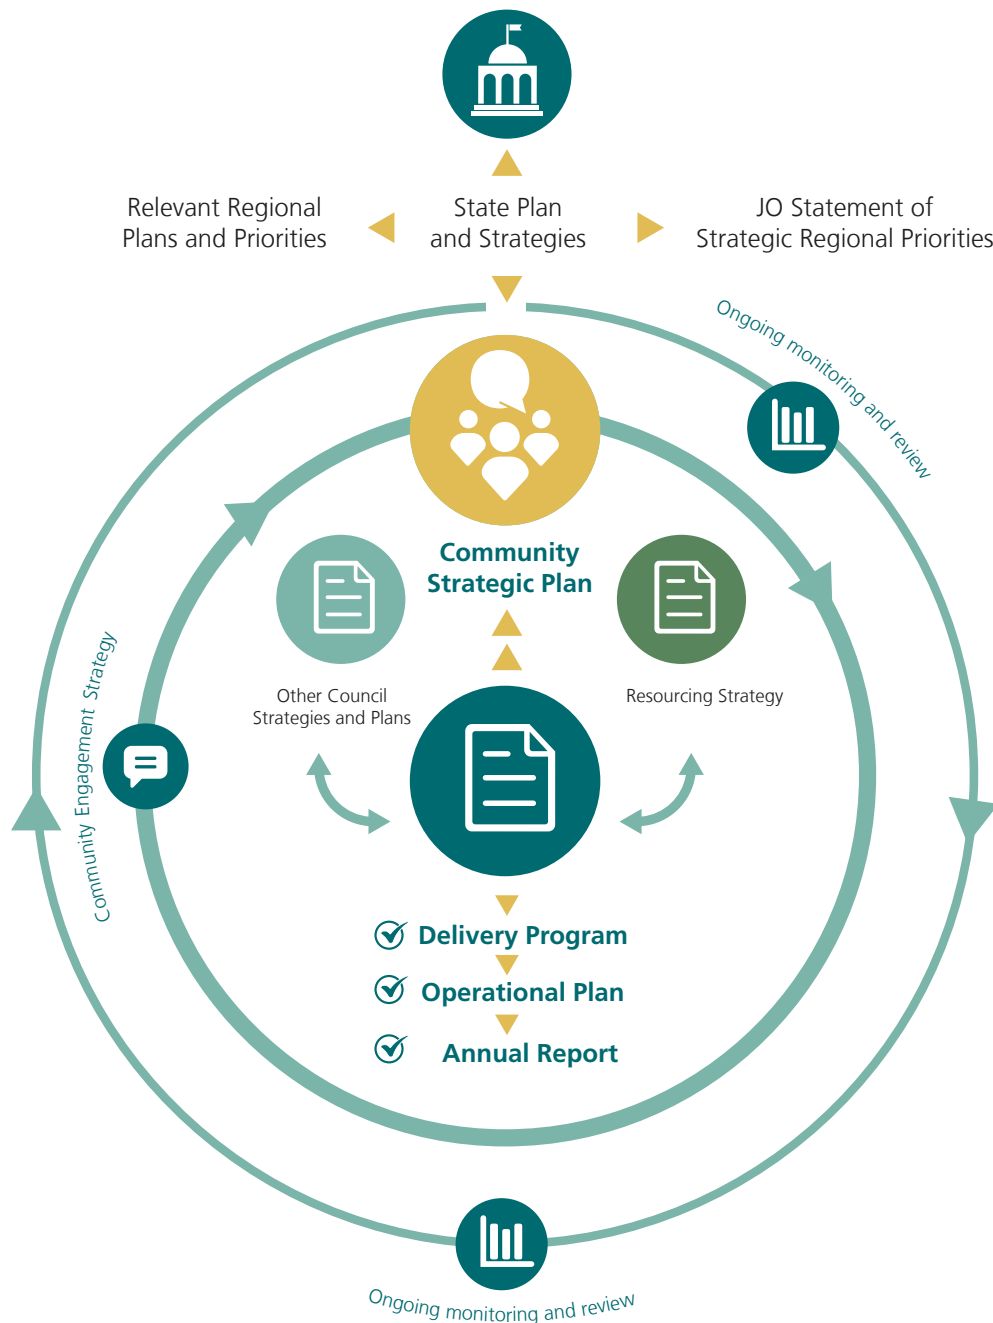 Relevant Regional
Plans and Priorities
State Plan
and Strategies
JO Statement of
Strategic Regional Priorities
Ongoing monitoring and review
Community
Strategic Plan
Other Council
Strategies and Plans
Resourcing Strategy
Community Engagement Strategy
Delivery Program
Operational Plan
Annual Report
Ongoing monitoring and review